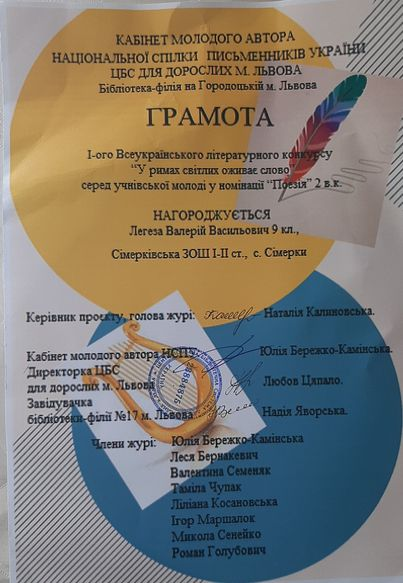 КАБІНЕТ МОЛОДОГО АВТОРА
НАЦІОНАЛЬНОЇ СПІЛКИ ПИСЬМЕННИКІВ УКРАЇНИ
ЦБС ДЛЯ ДОРОСЛИХ М. ЛЬВОВА
Бібліотека-філія на Городоцькій м. Львова
ГРАМОТА
І-ого Всеукраїнського літературного конкурсу
“У римах світлих оживає слово”
серед учнівської молоді у номінації “Поезія” 2 в.к.
НАГОРОДЖУЄТЬСЯ
Легеза Валерій Васильович 9 кл.,
Сімерківська ЗОШ І-ІІ ст., с. Сімерки
Керівник проєкту, голова журі: Наталія Калиновська.
Кабінет молодого автора НСПУ Юлія Бережко-Камінська.
Директорка ЦБС
для дорослих м. Львова Любов Цяпало.
Завідувачка
бібліотеки-філії №17 м. Львова Надія Яворська.
Члени журі: Юлія Бережко-Камінська
Леся Бернакевич
Валентина Семеняк
Таміла Чупак
Ліліана Косановська
Ігор Маршалок
Микола Сенейко
Роман Голубович